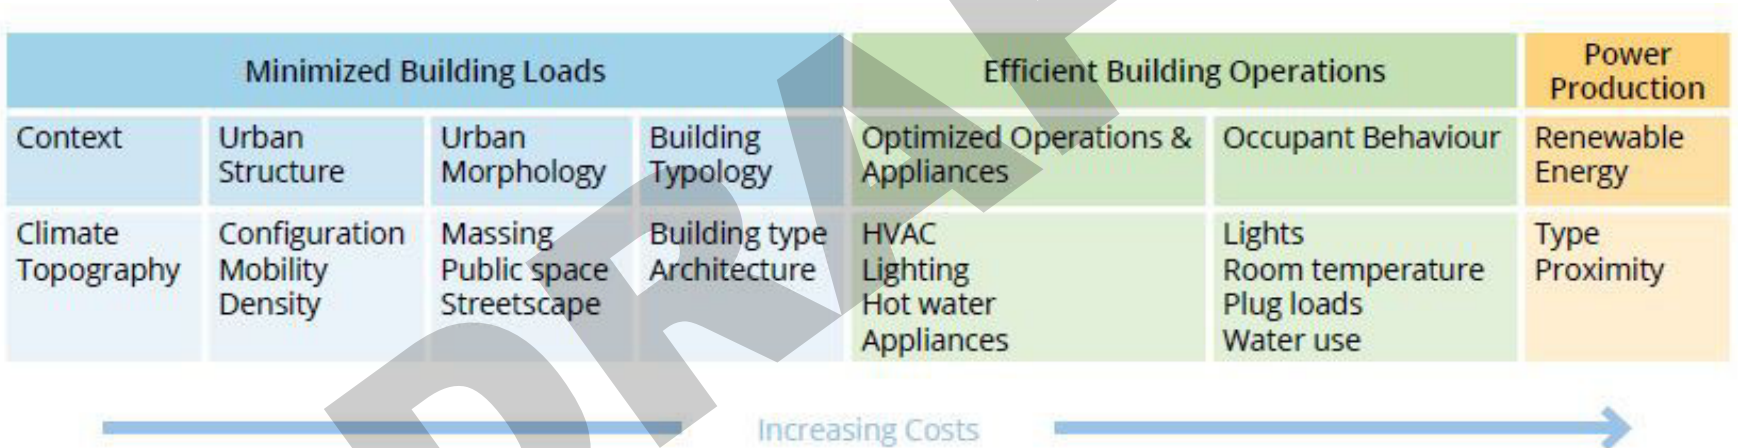 Minimized Building Loads
Efficient Building Operations
Power
Production
Context
Urban
Structure
Urban
Morphology
Building
Typology
Optimized Operations &
Appliances
Occupant Behaviour
Renewable
Energy
Climate
Topography
Configuration
Mobility
Density
Massing
Public space
Streetscape
Building type
Architecture
HVAC
Lighting
Hot water
Appliances
Lights
Room temperature
Plug loads
Water use
Type
Proximity
Increasing Costs
DRAF